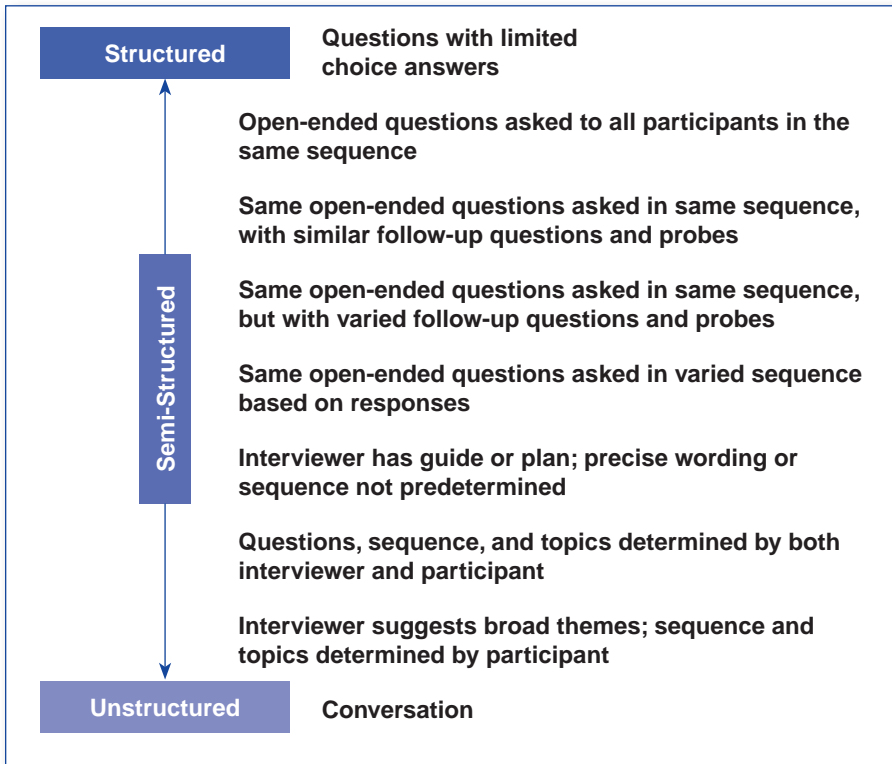 Structured
Questions with limited
choice answers
Open-ended questions asked to all participants in the
same sequence
Same open-ended questions asked in same sequence,
with similar follow-up questions and probes
Semi-Structured
Same open-ended questions asked in same sequence,
but with varied follow-up questions and probes
Same open-ended questions asked in varied sequence
based on responses
Interviewer has guide or plan; precise wording or
sequence not predetermined
Questions, sequence, and topics determined by both
interviewer and participant
Interviewer suggests broad themes; sequence and
topics determined by participant
Unstructured
Conversation